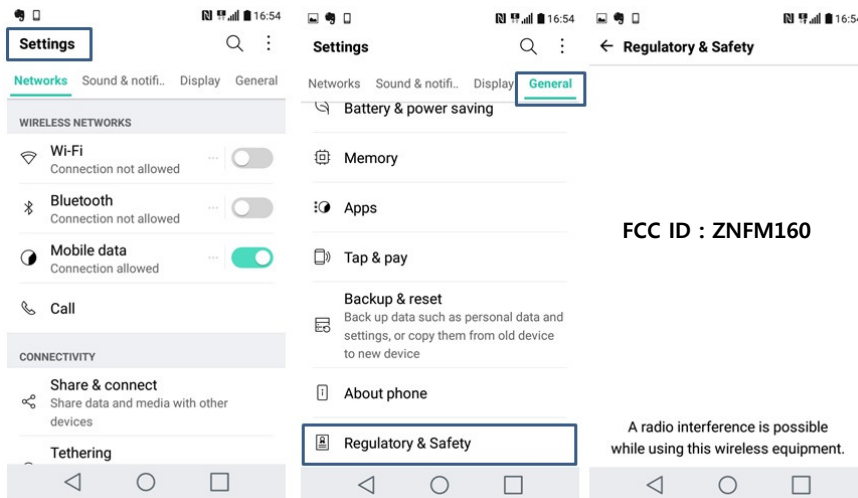 16:54
Settings
Networks Sound & notifi.. Display General
WIRELESS NETWORKS
Wi-Fi
Connection not allowed
Bluetooth
Connection not allowed
Mobile data
Connection allowed
Call
CONNECTIVITY
Share & connect
Share data and media with other
devices
Tethering
16:54
Settings
Networks Sound & notifi.. Display General
Battery & power saving
Memory
Apps
Tap & pay
Backup & reset
Back up data such as personal data and
settings, or copy them from old device
to new device
About phone
Regulatory & Safety
16:54
Regulatory & Safety
FCC ID : ZNFM160
A radio interference is possible
while using this wireless equipment.